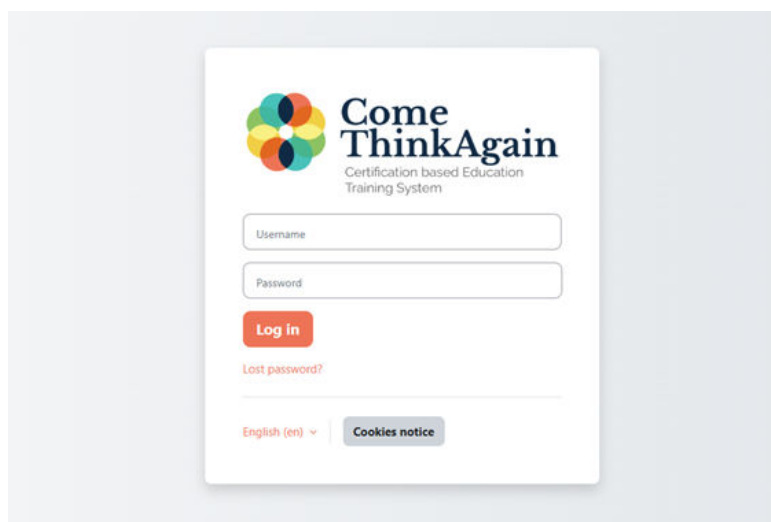 Come
ThinkAgain
Certification based Education
Training System
Username
Password
Log in
Lost password?
English (en)
Cookies notice